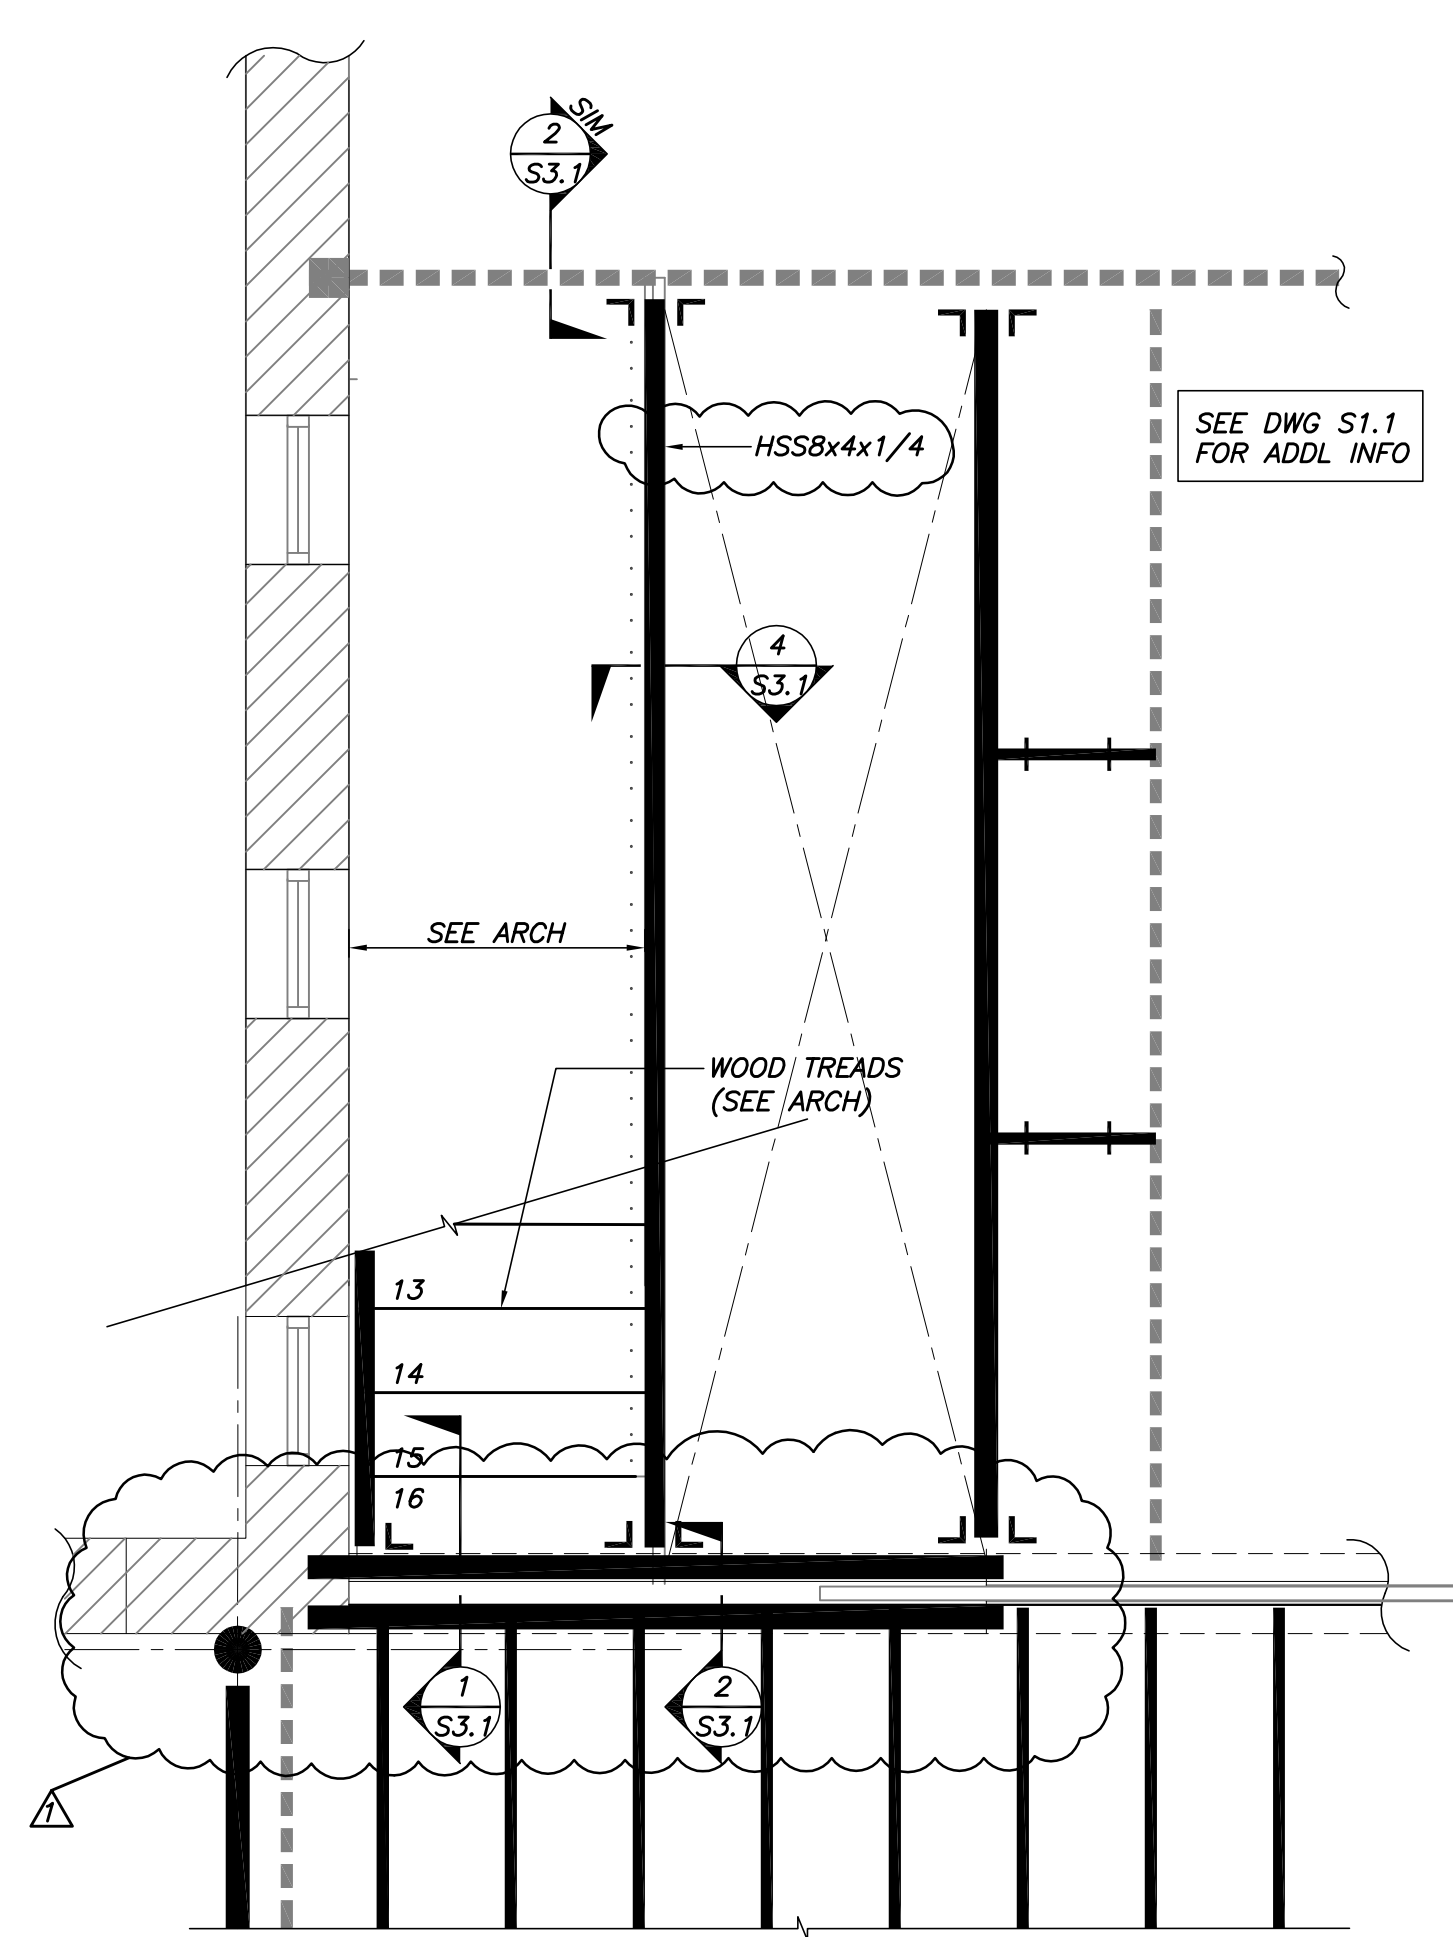 SIM
2
S3.1
SEE DWG S1.1
FOR ADDL INFO
HSS8x4x1/4
4
S3.1
SEE ARCH
WOOD TREADS
(SEE ARCH)
13
14
15
16
1
S3.1
2
S3.1
1